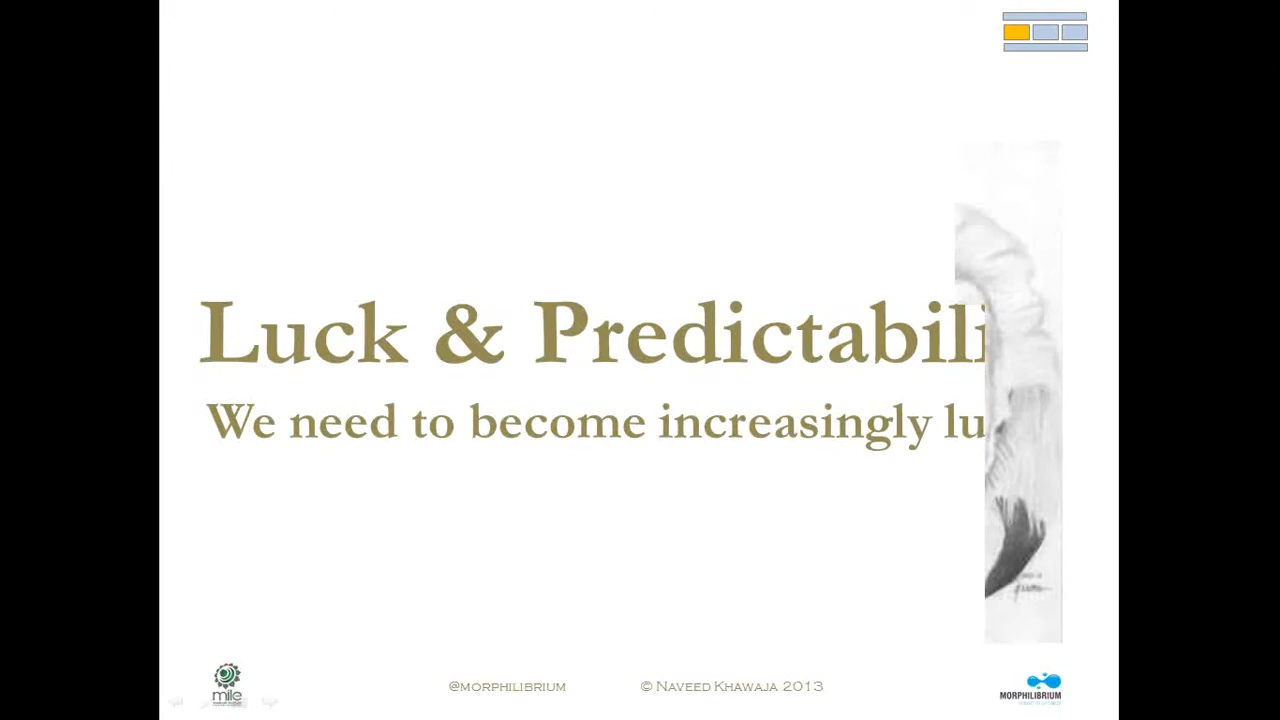 Luck & Predictabili
We need to become increasingly lu
mile
@morphilibrium
© Naveed Khawaja 2013
MORPHILIBRIUM